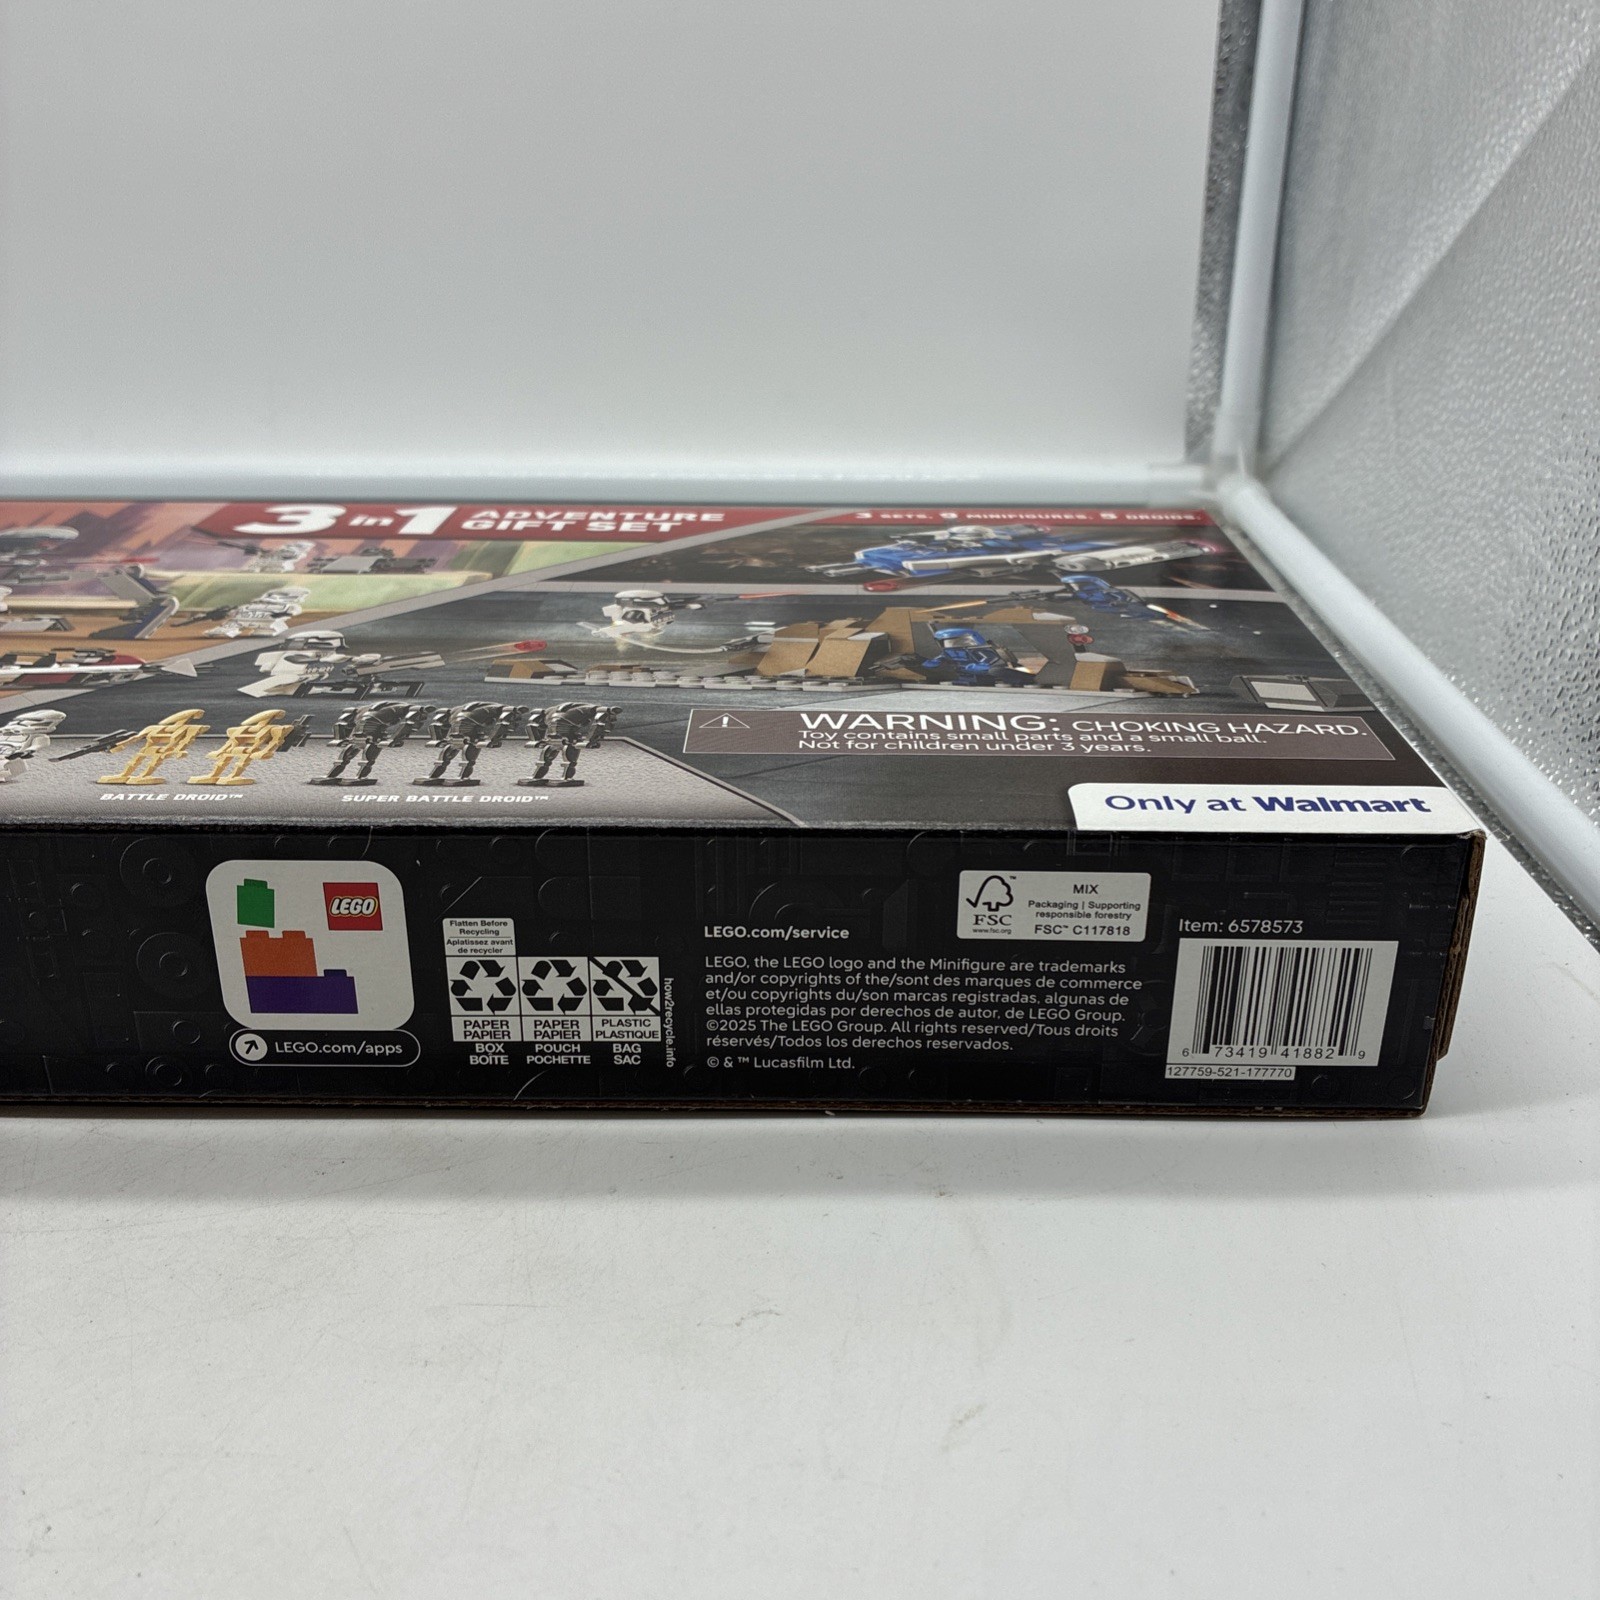 3 in 1 ADVENTURE
GIFT SET
3 SETS. 9 MINIFIGURES. 5 DROIDS.
WARNING: CHOKING HAZARD.
Toy contains small parts and a small ball.
Not for children under 3 years.
BATTLE DROID™
SUPER BATTLE DROID™
Only at Walmart
LEGO
LEGO.com/apps
Flatten Before
Recycling
Aplatissez avant
de recycler
PAPER
PAPIER
BOX
BOÎTE
PAPER
PAPIER
POUCH
POCHETTE
PLASTIC
PLASTIQUE
BAG
SAC
how2recycle.info
LEGO.com/service
LEGO, the LEGO logo and the Minifigure are trademarks
and/or copyrights of the/sont des marques de commerce
et/ou copyrights du/son marcas registradas, algunas de
ellas protegidas por derechos de autor, de LEGO Group.
©2025 The LEGO Group. All rights reserved/Tous droits
réservés/Todos los derechos reservados.
© & ™ Lucasfilm Ltd.
FSC™
www.fsc.org
MIX
Packaging | Supporting
responsible forestry
FSC™ C117818
Item: 6578573
6 73419 41882 9
127759-521-177770